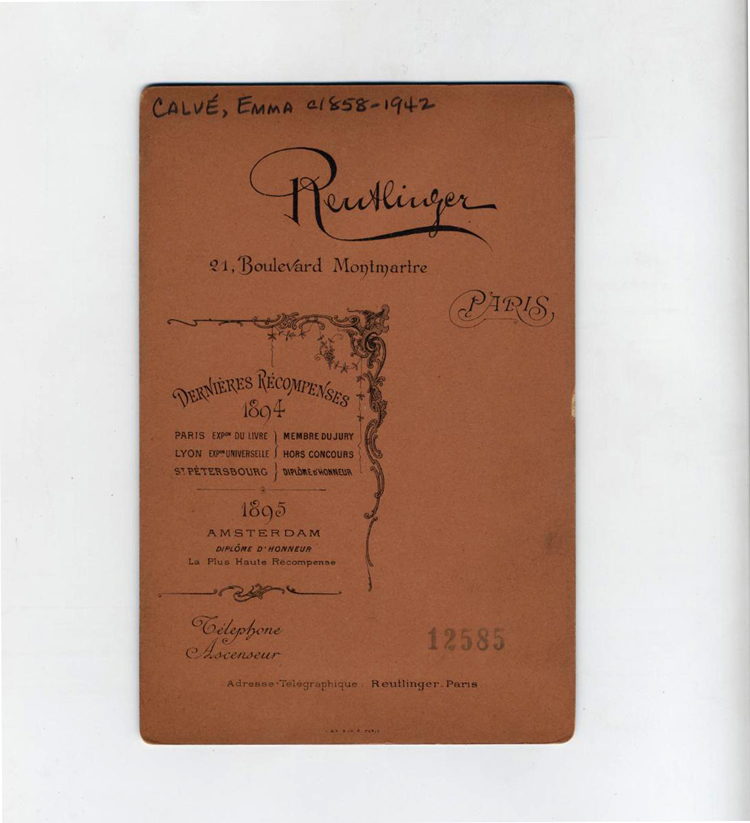 CALVÉ, EMMA c1858-1942
Reutlinger
21, Boulevard Montmartre
PARIS
DERNIÈRES RÉCOMPENSES
1894
PARIS EXPON DU LIVRE } MEMBRE DU JURY
LYON EXPON UNIVERSELLE } HORS CONCOURS
ST PÉTERSBOURG } DIPLÔME D'HONNEUR
1895
AMSTERDAM
DIPLÔME D'HONNEUR
La Plus Haute Récompense
Téléphone
Ascenseur
12585
Adresse Télégraphique: Reutlinger. Paris